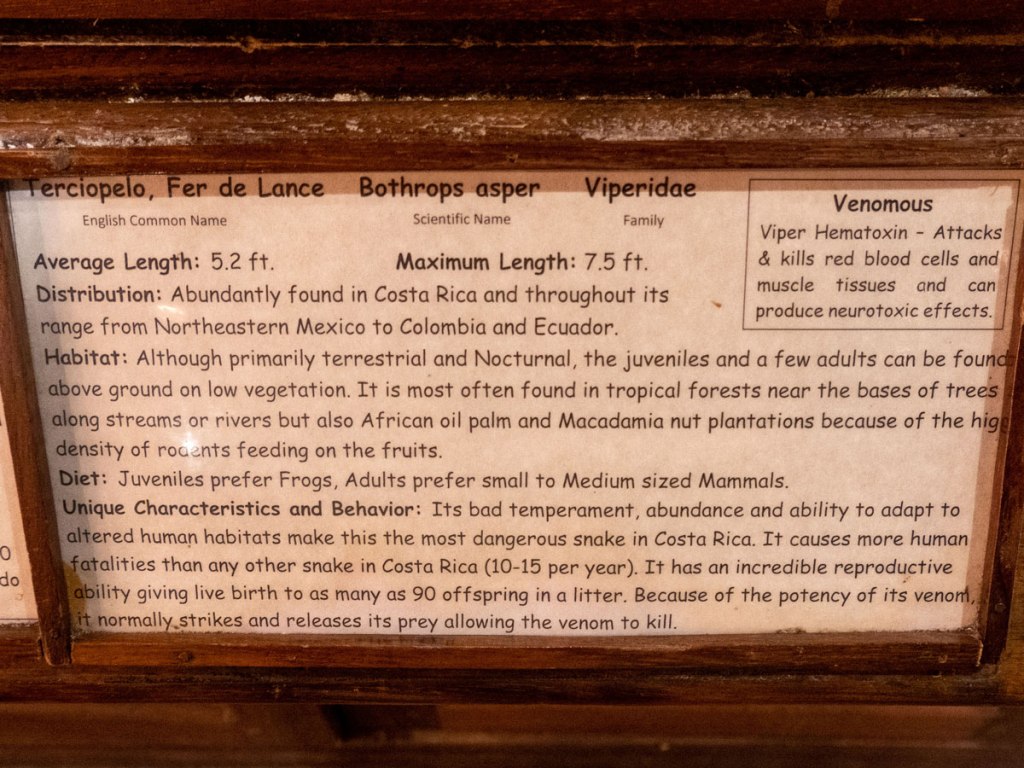 Terciopelo, Fer de Lance Bothrops asper Viperidae
English Common Name Scientific Name Family
Venomous
Viper Hematoxin – Attacks
& kills red blood cells and
muscle tissues and can
produce neurotoxic effects.
Average Length: 5.2 ft. Maximum Length: 7.5 ft.
Distribution: Abundantly found in Costa Rica and throughout its
range from Northeastern Mexico to Colombia and Ecuador.
Habitat: Although primarily terrestrial and Nocturnal, the juveniles and a few adults can be found
above ground on low vegetation. It is most often found in tropical forests near the bases of trees
along streams or rivers but also African oil palm and Macadamia nut plantations because of the high
density of rodents feeding on the fruits.
Diet: Juveniles prefer Frogs, Adults prefer small to Medium sized Mammals.
Unique Characteristics and Behavior: Its bad temperament, abundance and ability to adapt to
altered human habitats make this the most dangerous snake in Costa Rica. It causes more human
fatalities than any other snake in Costa Rica (10-15 per year). It has an incredible reproductive
ability giving live birth to as many as 90 offspring in a litter. Because of the potency of its venom,
it normally strikes and releases its prey allowing the venom to kill.